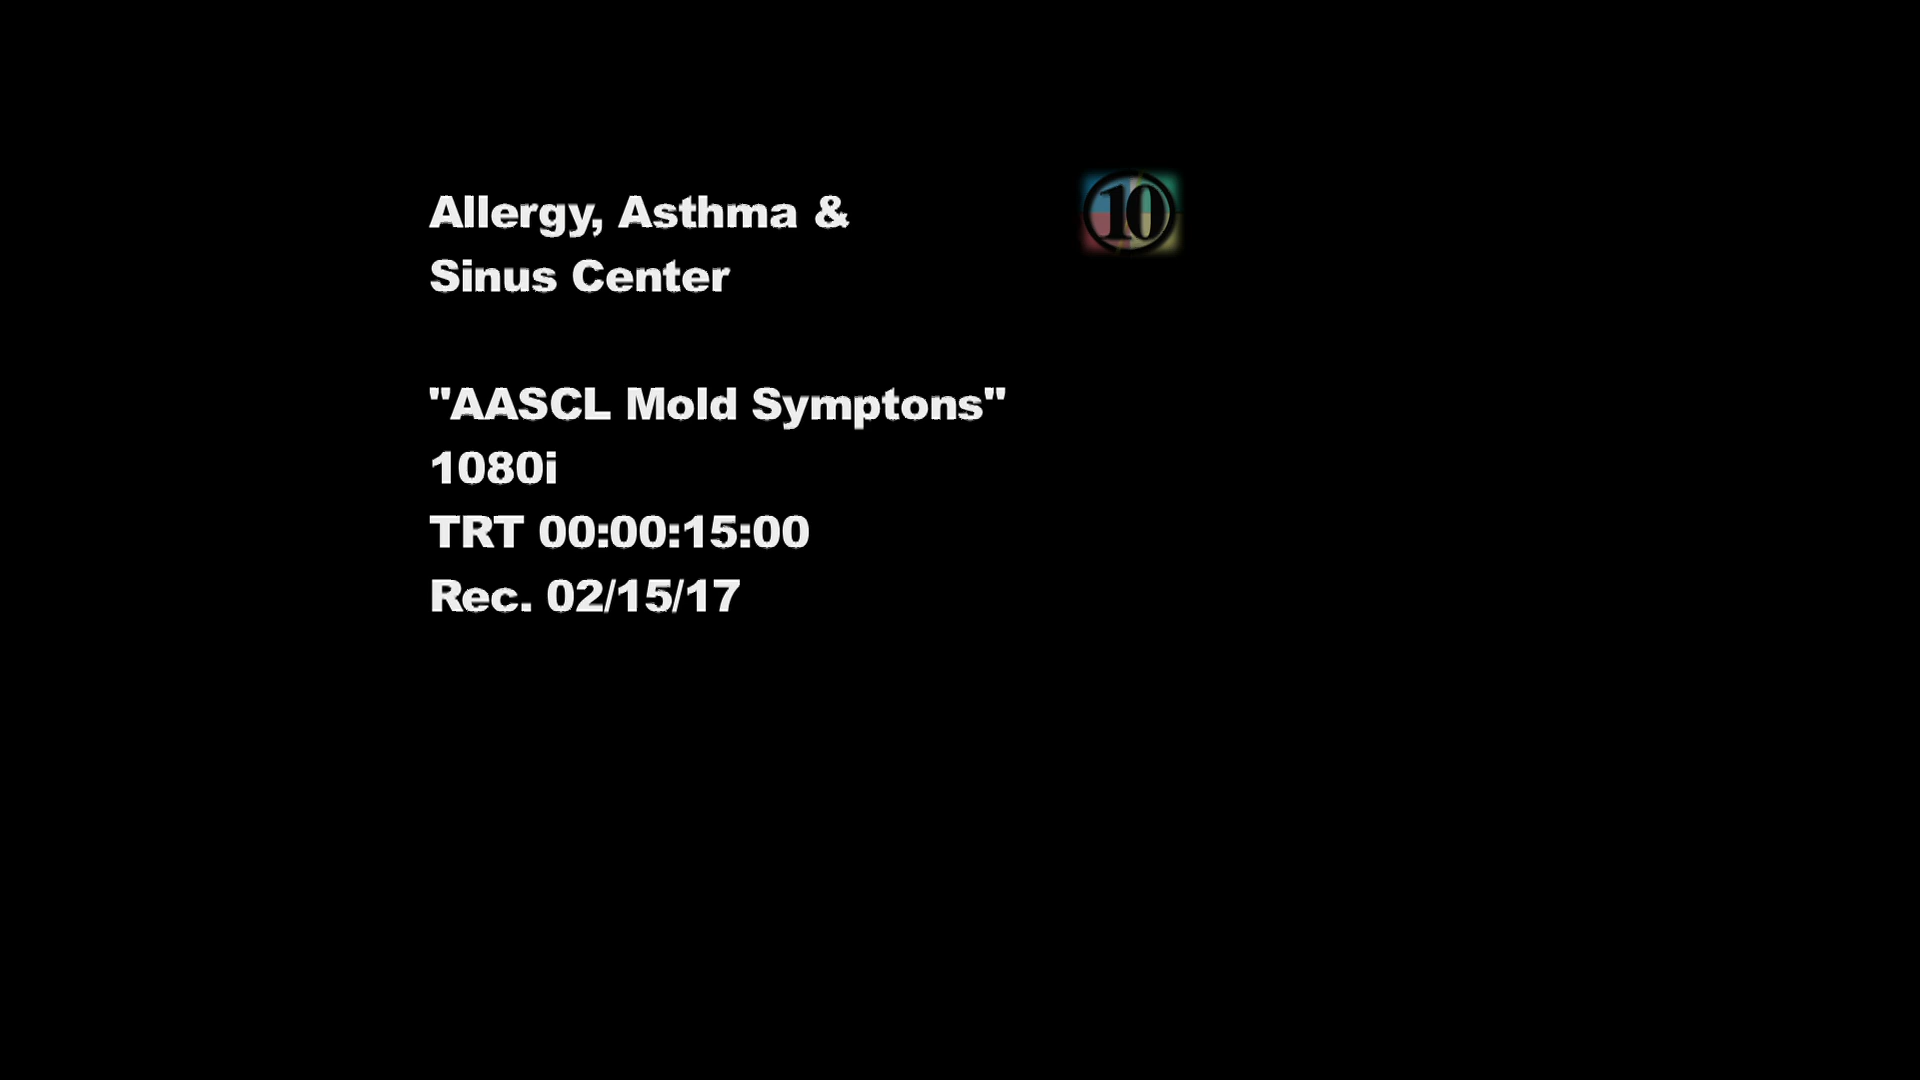 Allergy, Asthma &
10
Sinus Center
"AASCL Mold Symptons"
1080i
TRT 00:00:15:00
Rec. 02/15/17